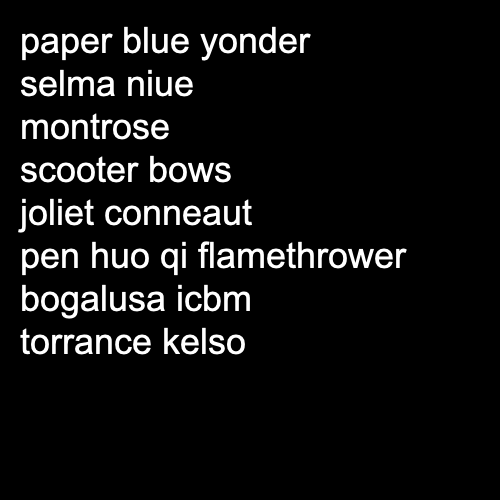 paper blue yonder
selma niue
montrose
scooter bows
joliet conneaut
pen huo qi flamethrower
bogalusa icbm
torrance kelso